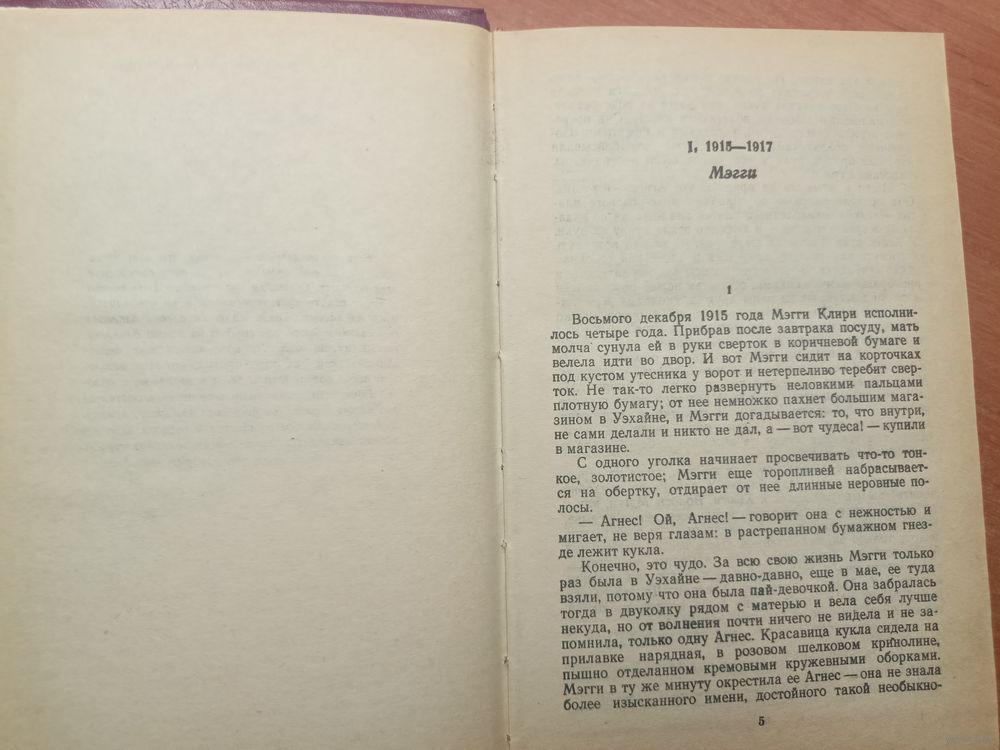 I. 1915—1917
Мэгги
1
Восьмого декабря 1915 года Мэгги Клири исполни-
лось четыре года. Прибрав после завтрака посуду, мать
молча сунула ей в руки сверток в коричневой бумаге и
велела идти во двор. И вот Мэгги сидит на корточках
под кустом утесника у ворот и нетерпеливо теребит свер-
ток. Не так-то легко развернуть неловкими пальцами
плотную бумагу; от нее немножко пахнет большим мага-
зином в Уэхайне, и Мэгги догадывается: то, что внутри,
не сами делали и никто не дал, а — вот чудеса! — купили
в магазине.
С одного уголка начинает просвечивать что-то тон-
кое, золотистое; Мэгги еще торопливей набрасывает-
ся на обертку, отдирает от нее длинные неровные по-
лосы.
— Агнес! Ой, Агнес! — говорит она с нежностью и
мигает, не веря глазам: в растрепанном бумажном гнез-
де лежит кукла.
Конечно, это чудо. За всю свою жизнь Мэгги только
раз была в Уэхайне — давно-давно, еще в мае, ее туда
взяли, потому что она была пай-девочкой. Она забралась
тогда в двуколку рядом с матерью и вела себя лучше
некуда, но от волнения почти ничего не видела и не за-
помнила, только одну Агнес. Красавица кукла сидела на
прилавке нарядная, в розовом шелковом кринолине,
пышно отделанном кремовыми кружевными оборками.
Мэгги в ту же минуту окрестила ее Агнес — она не знала
более изысканного имени, достойного такой необыкно-
5